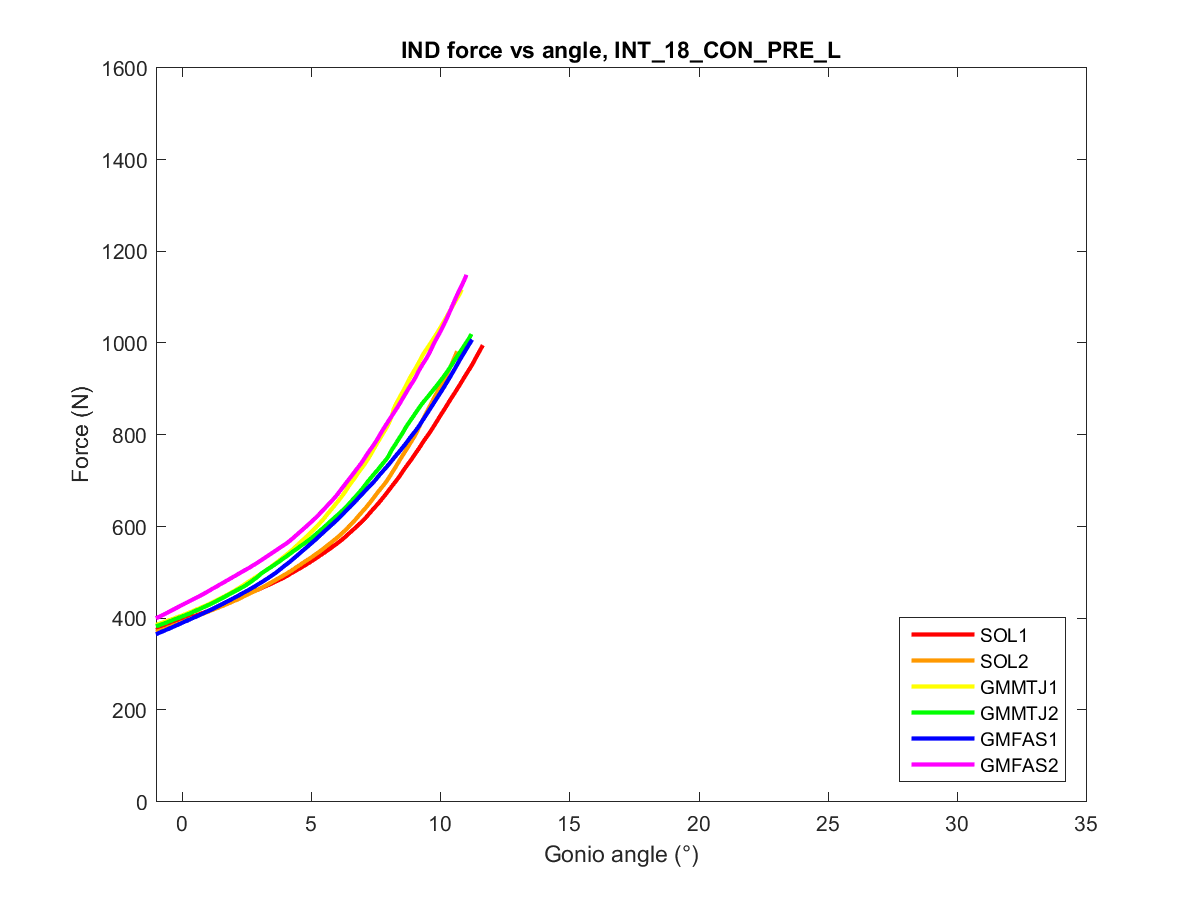 IND force vs angle, INT_18_CON_PRE_L
1600
1400
1200
1000
800
600
400
200
0
Force (N)
0 5 10 15 20 25 30 35
Gonio angle (°)
SOL1
SOL2
GMMTJ1
GMMTJ2
GMFAS1
GMFAS2